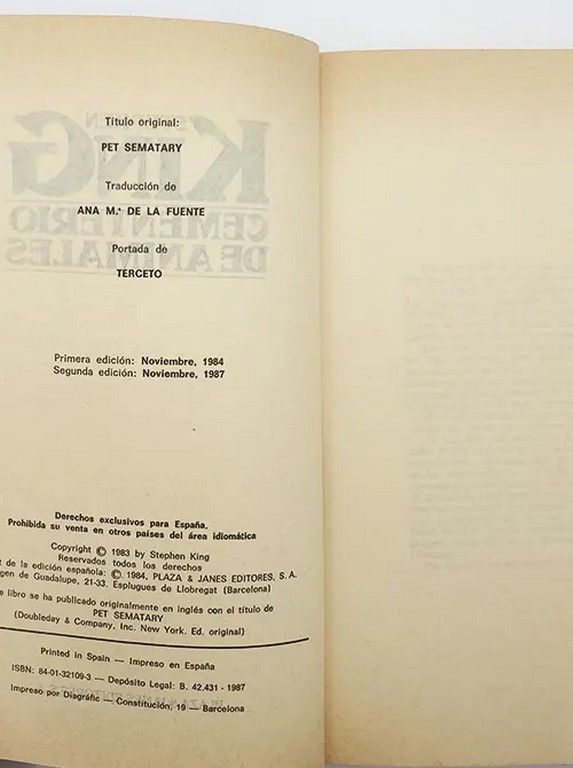 Título original:
PET SEMATARY
Traducción de
ANA M.ª DE LA FUENTE
Portada de
TERCETO
KING
CEMENTERIO
DE ANIMALES
Primera edición: Noviembre, 1984
Segunda edición: Noviembre, 1987
Derechos exclusivos para España.
Prohibida su venta en otros países del área idiomática
Copyright © 1983 by Stephen King
Reservados todos los derechos
de la edición española: ©. 1984, PLAZA & JANES EDITORES, S. A.
de Guadalupe, 21-33. Esplugues de Llobregat (Barcelona)
libro se ha publicado originalmente en inglés con el título de
PET SEMATARY
(Doubleday & Company, Inc. New York. Ed. original)
Printed in Spain — Impreso en España
ISBN: 84-01-32109-3 — Depósito Legal: B. 42.431 - 1987
Impreso por Diagràfic — Constitución, 19 — Barcelona